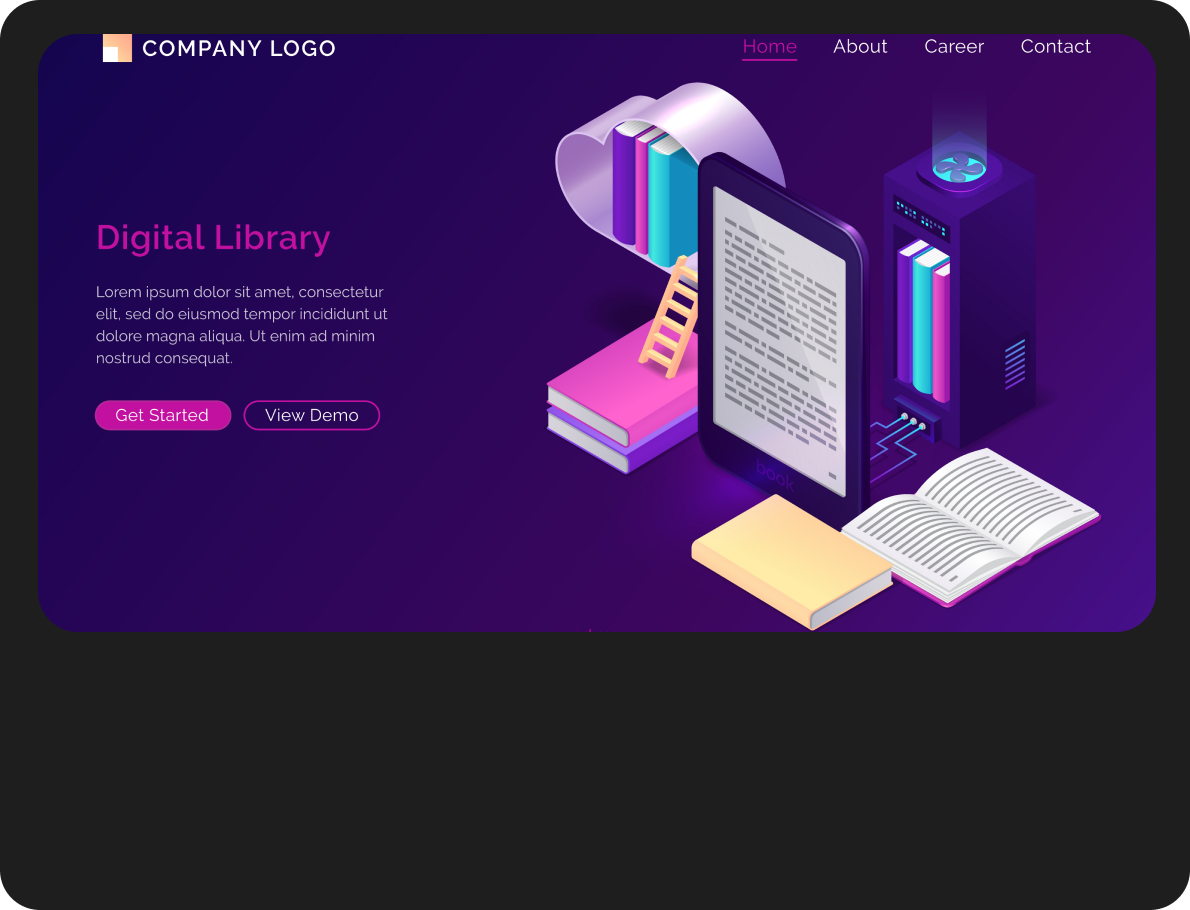 COMPANY LOGO
Home About Career Contact
Digital Library
Lorem ipsum dolor sit amet, consectetur
elit, sed do eiusmod tempor incididunt ut
dolore magna aliqua. Ut enim ad minim
nostrud consequat.
Get Started View Demo
book